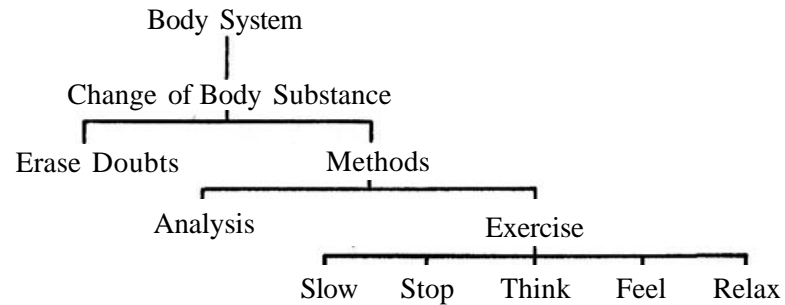 Body System
Change of Body Substance
Erase Doubts Methods
Analysis Exercise
Slow Stop Think Feel Relax